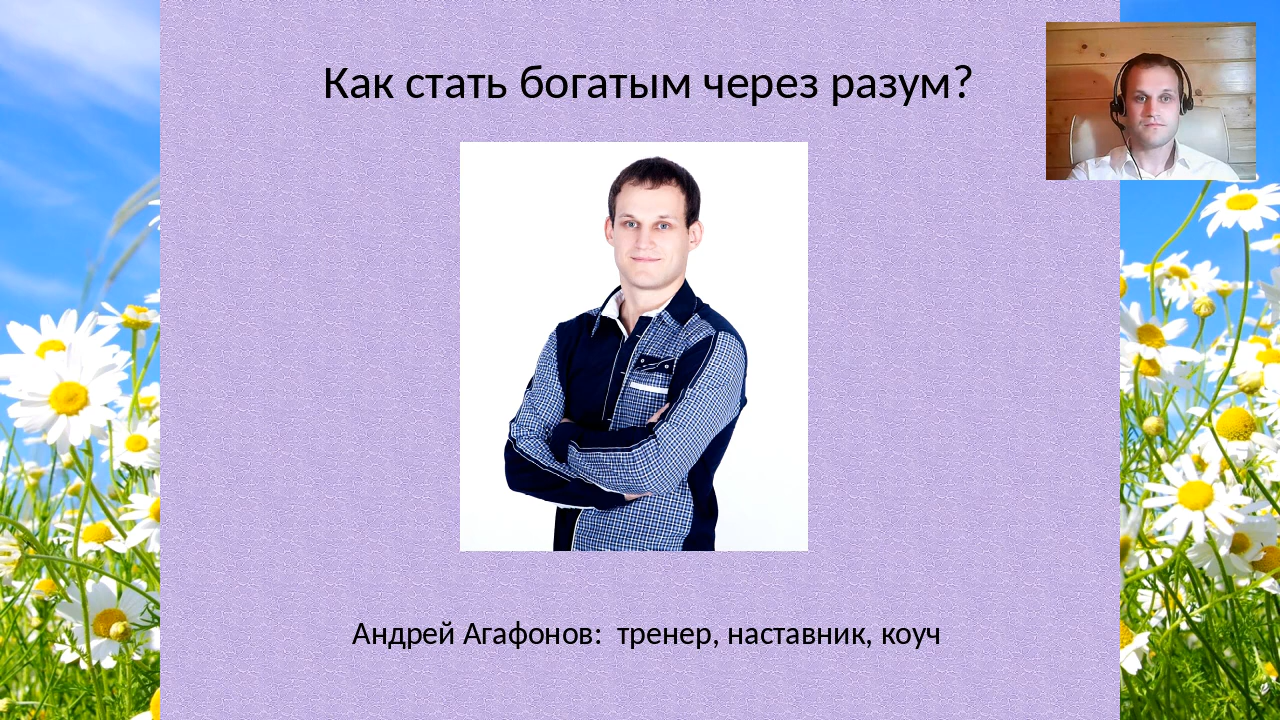 Как стать богатым через разум?
Андрей Агафонов:  тренер, наставник, коуч